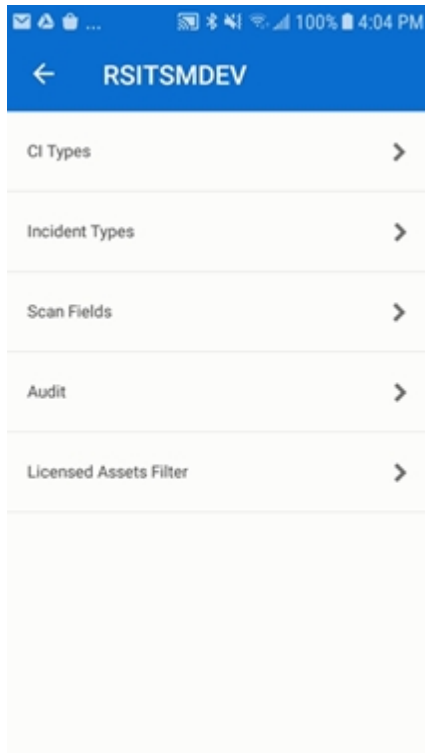 ... 100% 4:04 PM
RSITSMDEV
CI Types
Incident Types
Scan Fields
Audit
Licensed Assets Filter